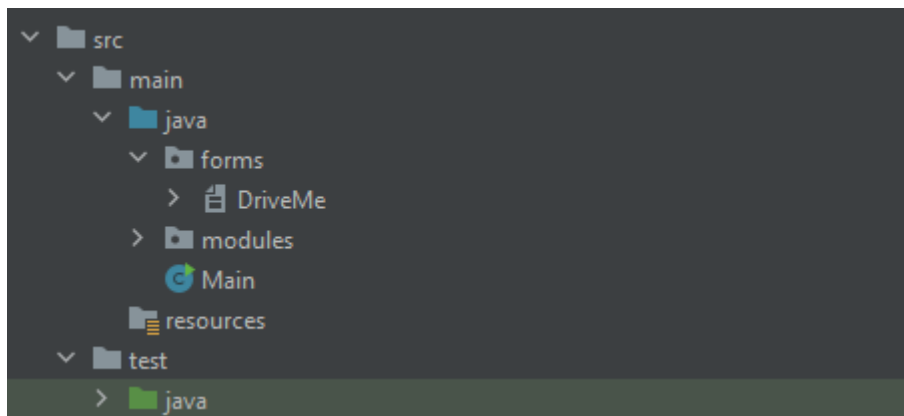 src
main
java
forms
DriveMe
modules
Main
resources
test
java